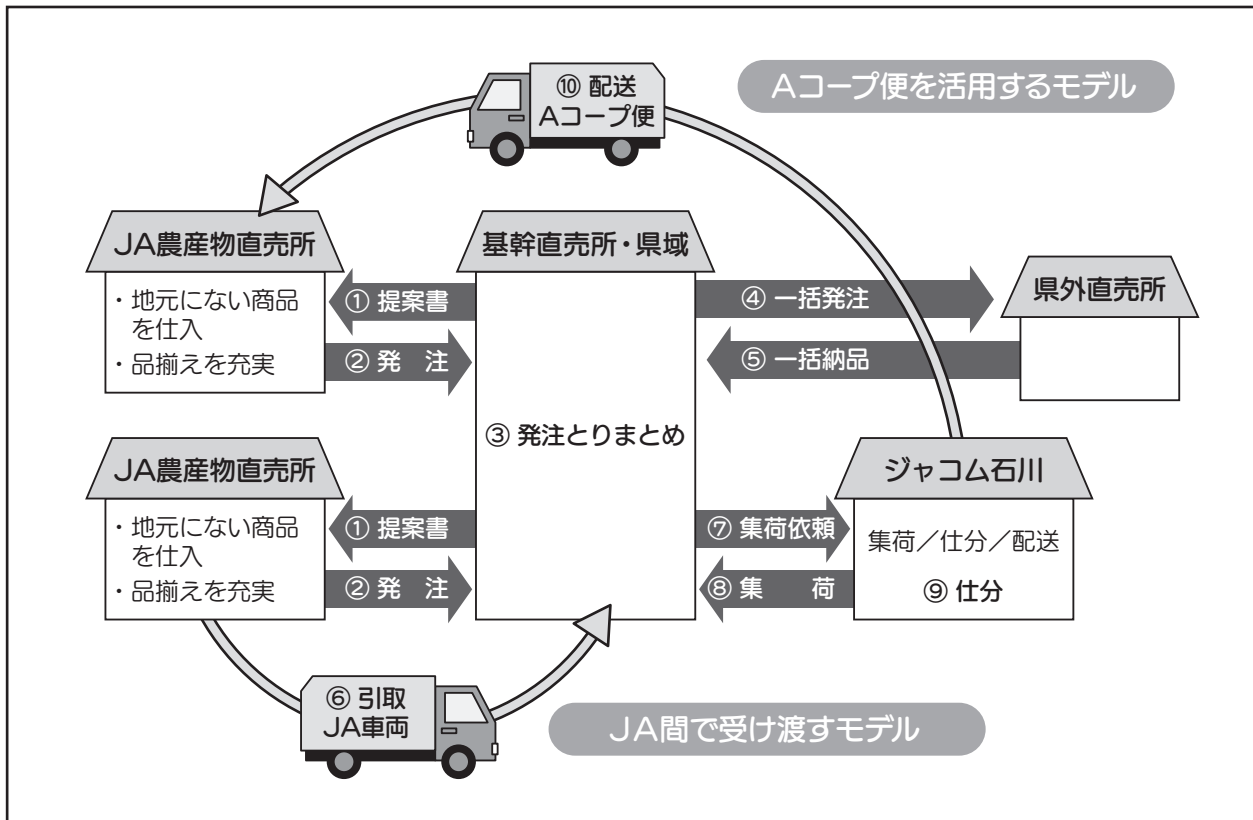 ⑩ 配送
Aコープ便
Aコープ便を活用するモデル
JA農産物直売所
・地元にない商品
を仕入
・品揃えを充実
① 提案書
② 発　注
基幹直売所・県域
③ 発注とりまとめ
④ 一括発注
⑤ 一括納品
県外直売所
JA農産物直売所
・地元にない商品
を仕入
・品揃えを充実
① 提案書
② 発　注
⑦ 集荷依頼
⑧ 集　　荷
ジャコム石川
集荷／仕分／配送
⑨ 仕分
⑥ 引取
JA車両
JA間で受け渡すモデル